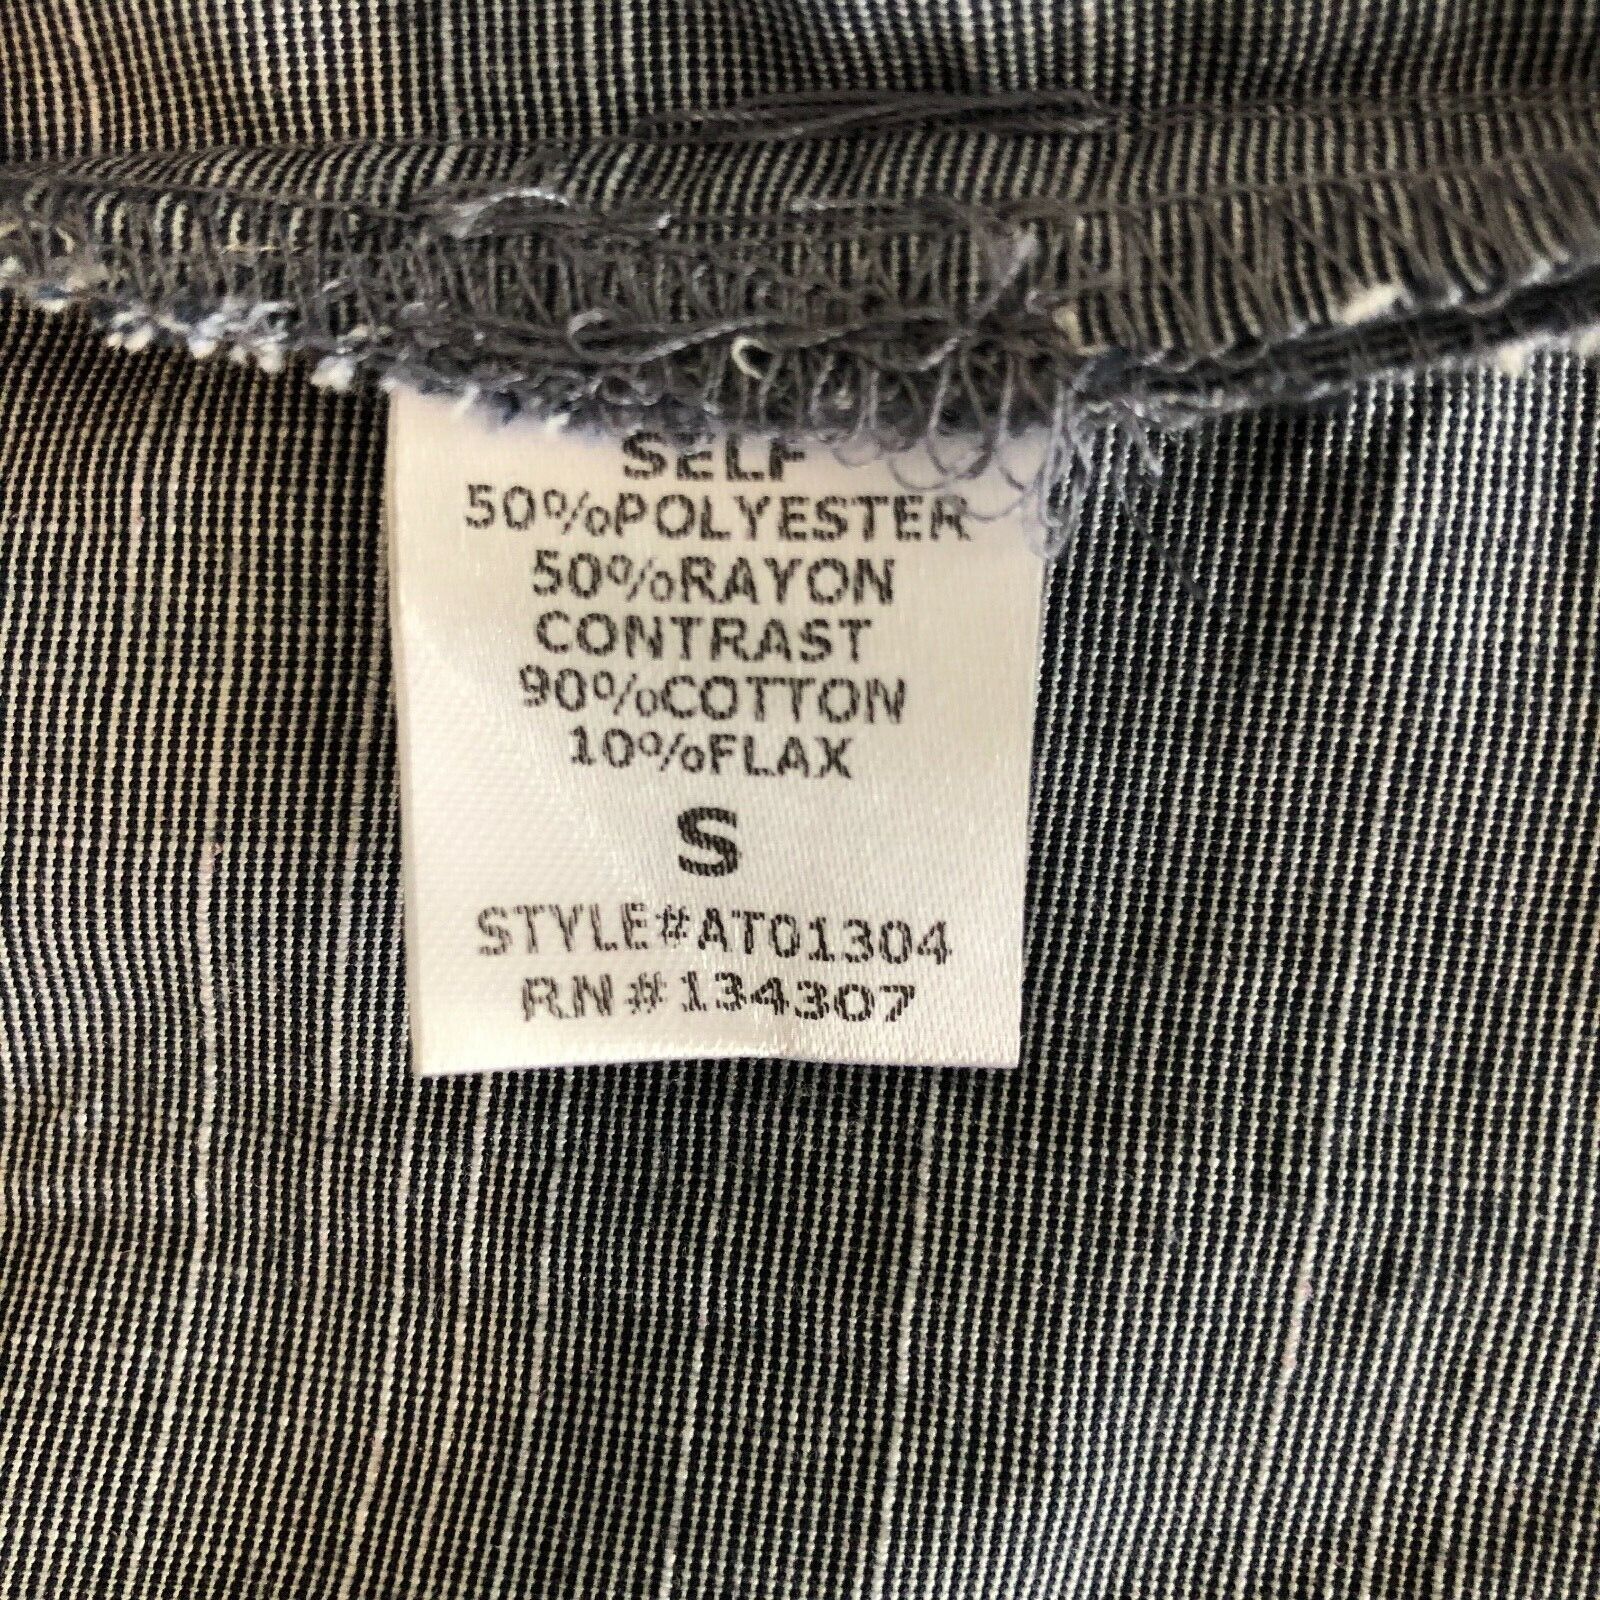 SELF
50%POLYESTER
50%RAYON
CONTRAST
90%COTTON
10%FLAX
S
STYLE#AT01304
RN#134307